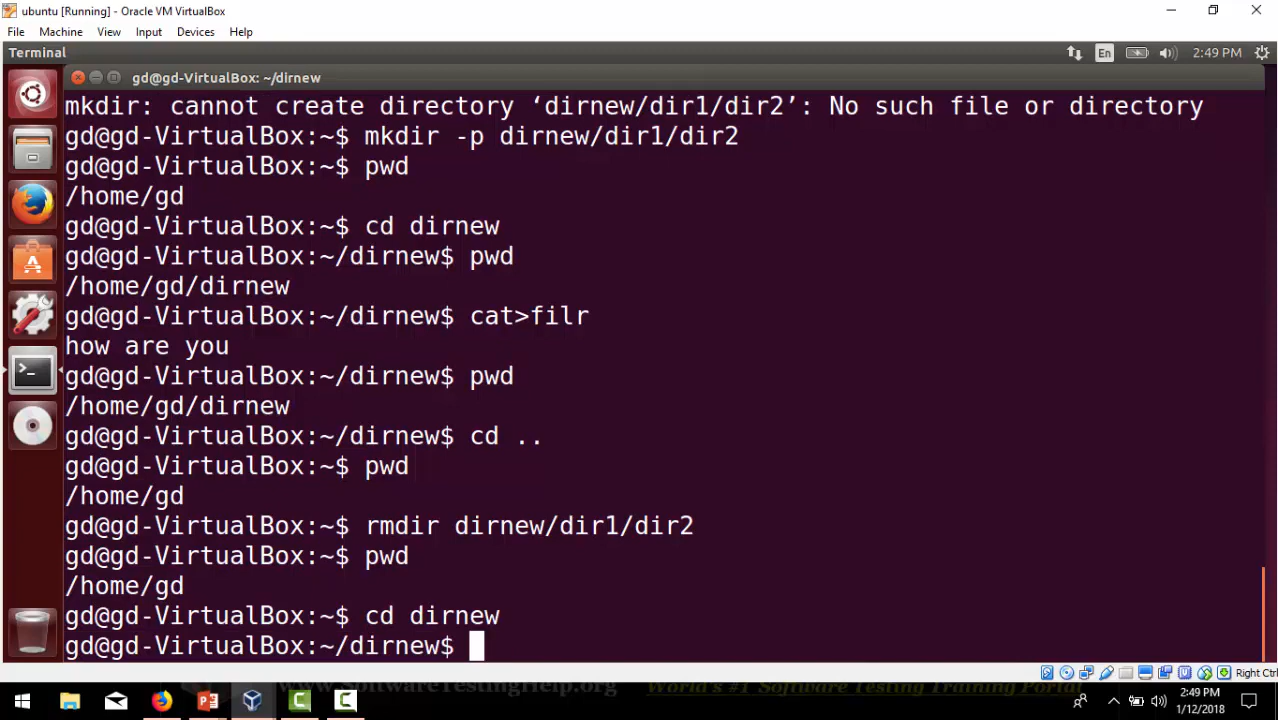 ubuntu [Running] - Oracle VM VirtualBox
File Machine View Input Devices Help
Terminal En 2:49 PM
gd@gd-VirtualBox: ~/dirnew
mkdir: cannot create directory ‘dirnew/dir1/dir2’: No such file or directory
gd@gd-VirtualBox:~$ mkdir -p dirnew/dir1/dir2
gd@gd-VirtualBox:~$ pwd
/home/gd
gd@gd-VirtualBox:~$ cd dirnew
gd@gd-VirtualBox:~/dirnew$ pwd
/home/gd/dirnew
gd@gd-VirtualBox:~/dirnew$ cat>filr
how are you
gd@gd-VirtualBox:~/dirnew$ pwd
/home/gd/dirnew
gd@gd-VirtualBox:~/dirnew$ cd ..
gd@gd-VirtualBox:~$ pwd
/home/gd
gd@gd-VirtualBox:~$ rmdir dirnew/dir1/dir2
gd@gd-VirtualBox:~$ pwd
/home/gd
gd@gd-VirtualBox:~$ cd dirnew
gd@gd-VirtualBox:~/dirnew$
Right Ctrl
www.SoftwareTestingHelp.org World's #1 Software Testing Training Portal
2:49 PM
1/12/2018